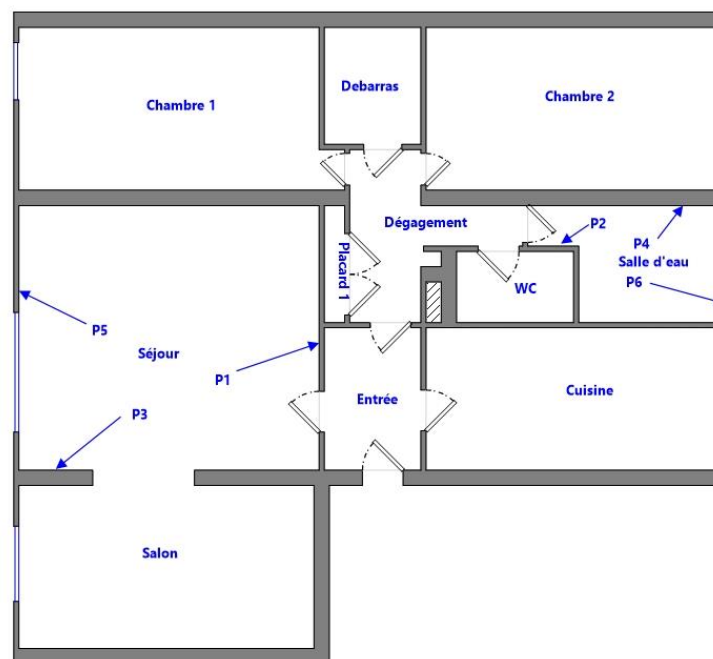 Debarras
Chambre 1
Chambre 2
Dégagement
P2
P4
Salle d'eau
P6
Placard 1
WC
P5
Séjour
P1
Entrée
Cuisine
P3
Salon